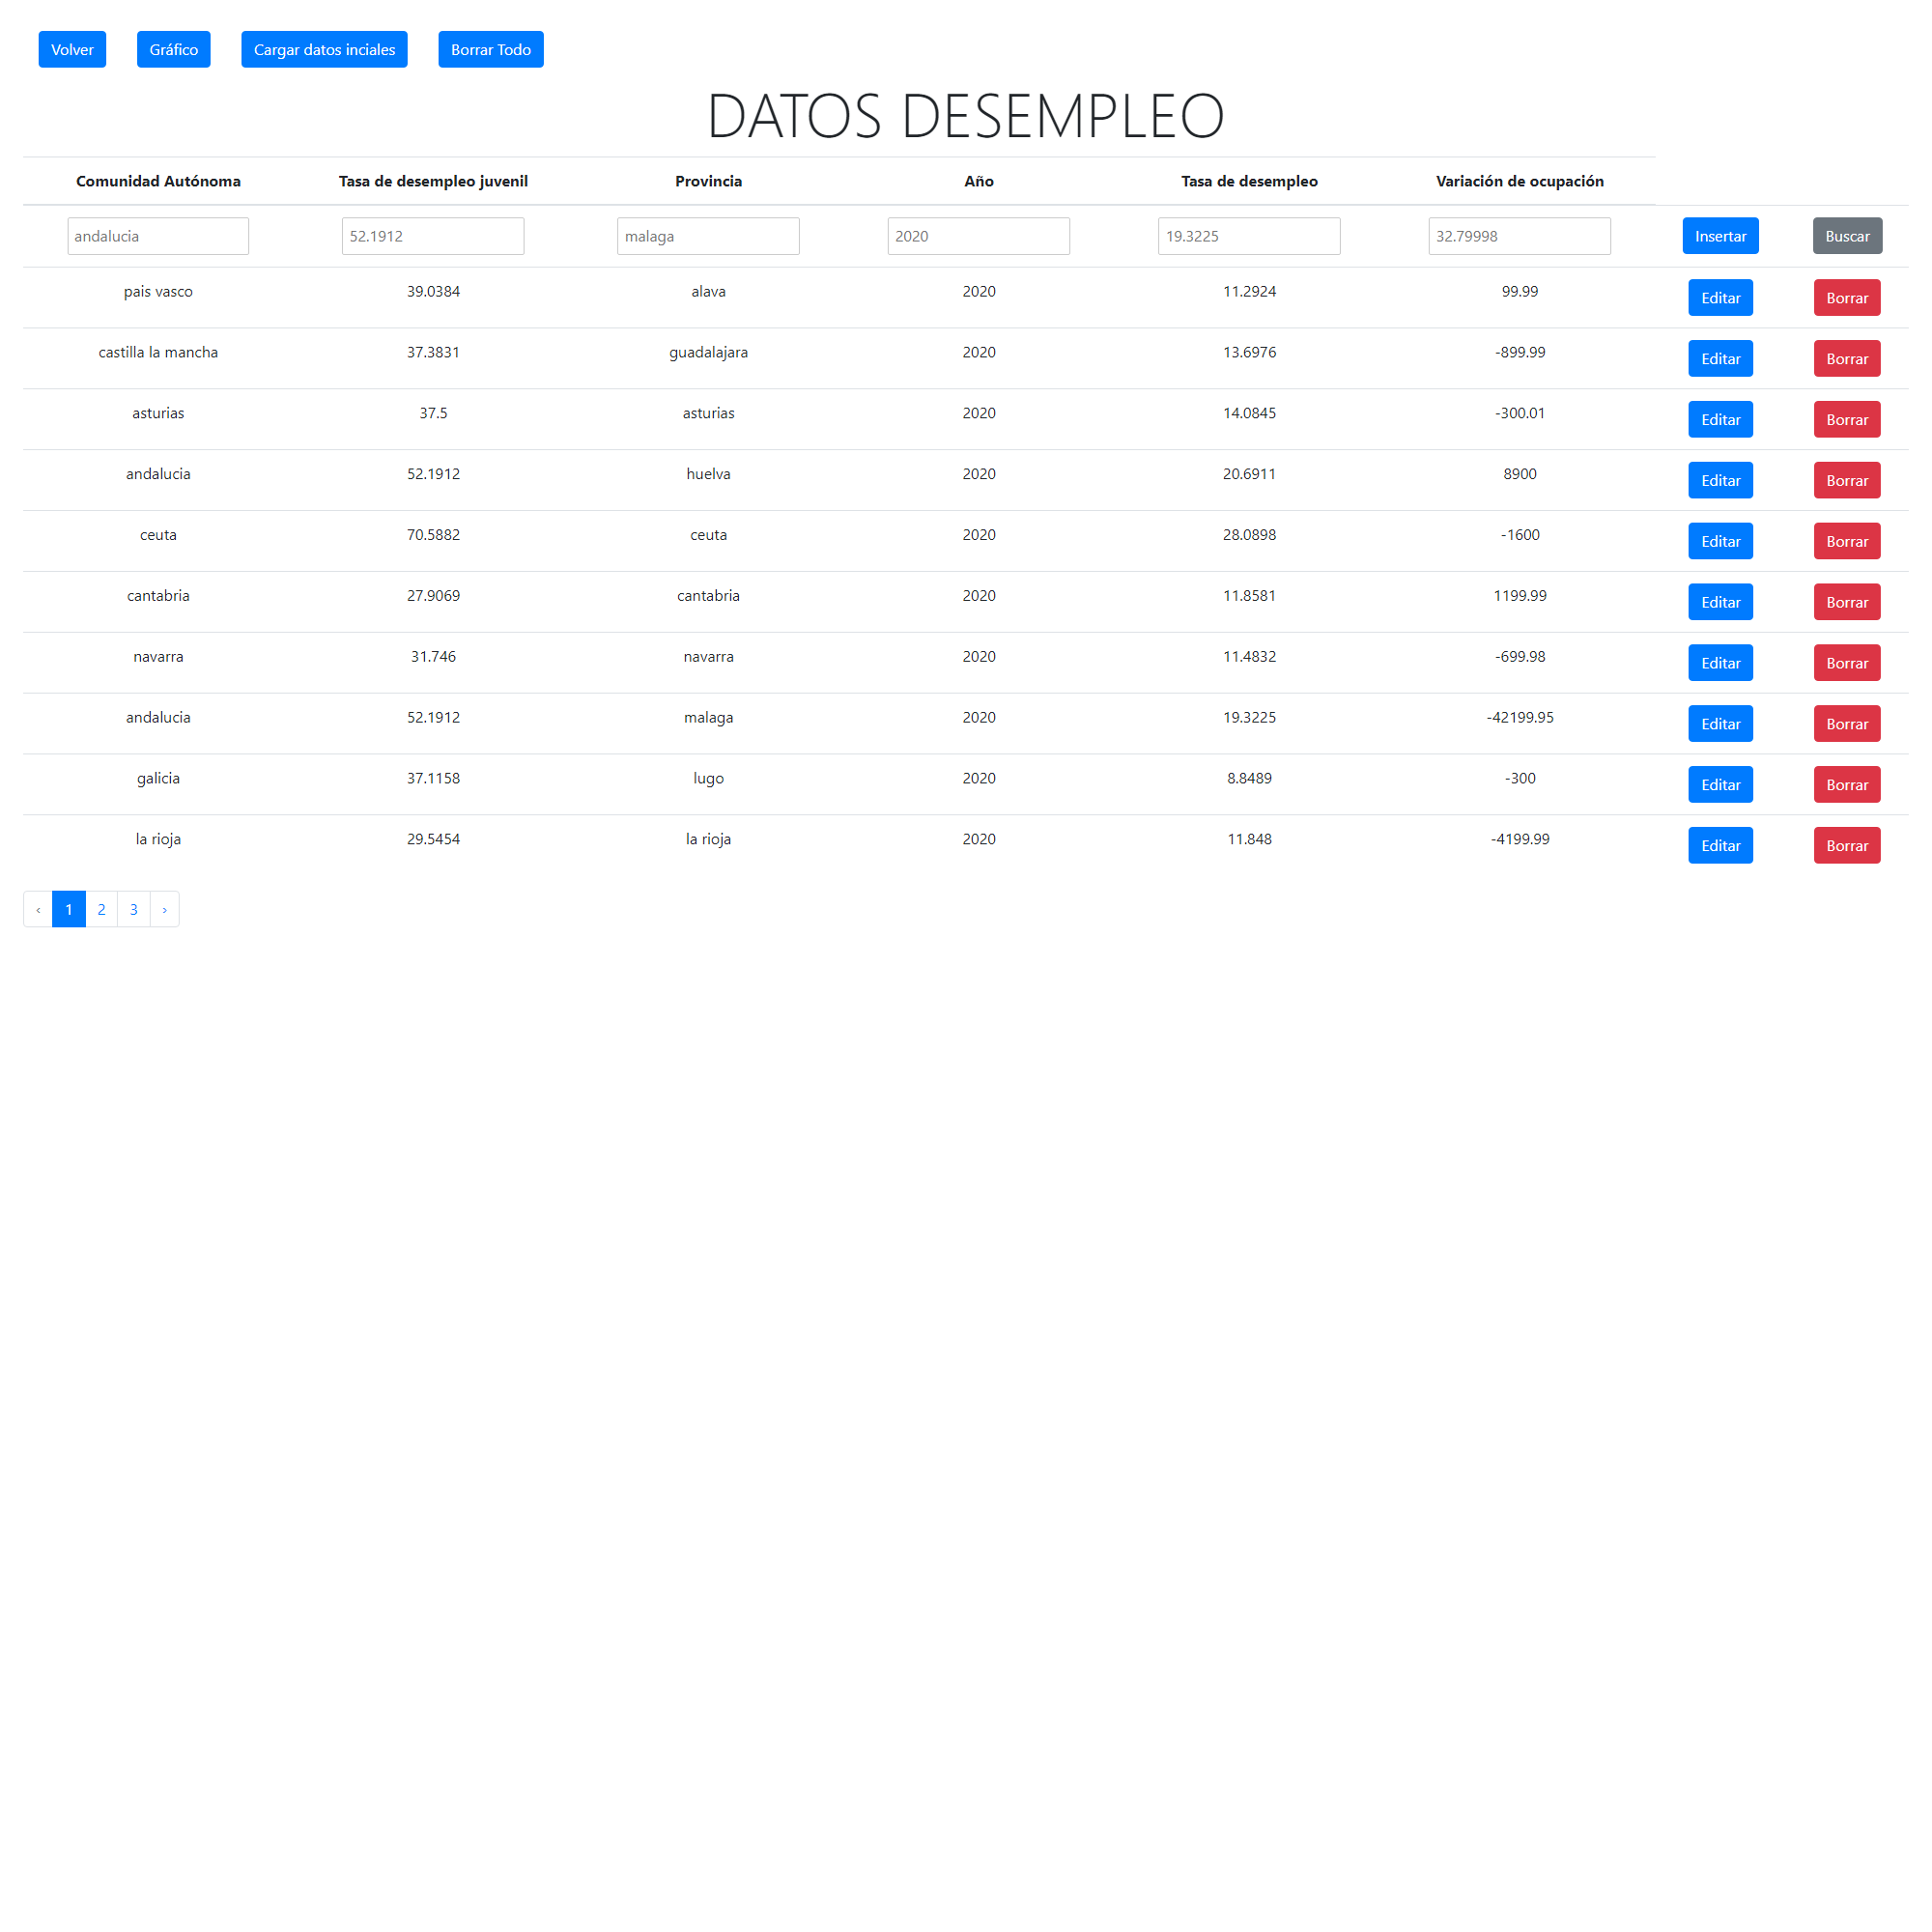 Volver Gráfico Cargar datos inciales Borrar Todo
DATOS DESEMPLEO
Comunidad Autónoma Tasa de desempleo juvenil Provincia Año Tasa de desempleo Variación de ocupación
andalucia 52.1912 malaga 2020 19.3225 32.79998 Insertar Buscar
pais vasco 39.0384 alava 2020 11.2924 99.99 Editar Borrar
castilla la mancha 37.3831 guadalajara 2020 13.6976 -899.99 Editar Borrar
asturias 37.5 asturias 2020 14.0845 -300.01 Editar Borrar
andalucia 52.1912 huelva 2020 20.6911 8900 Editar Borrar
ceuta 70.5882 ceuta 2020 28.0898 -1600 Editar Borrar
cantabria 27.9069 cantabria 2020 11.8581 1199.99 Editar Borrar
navarra 31.746 navarra 2020 11.4832 -699.98 Editar Borrar
andalucia 52.1912 malaga 2020 19.3225 -42199.95 Editar Borrar
galicia 37.1158 lugo 2020 8.8489 -300 Editar Borrar
la rioja 29.5454 la rioja 2020 11.848 -4199.99 Editar Borrar
‹ 1 2 3 ›